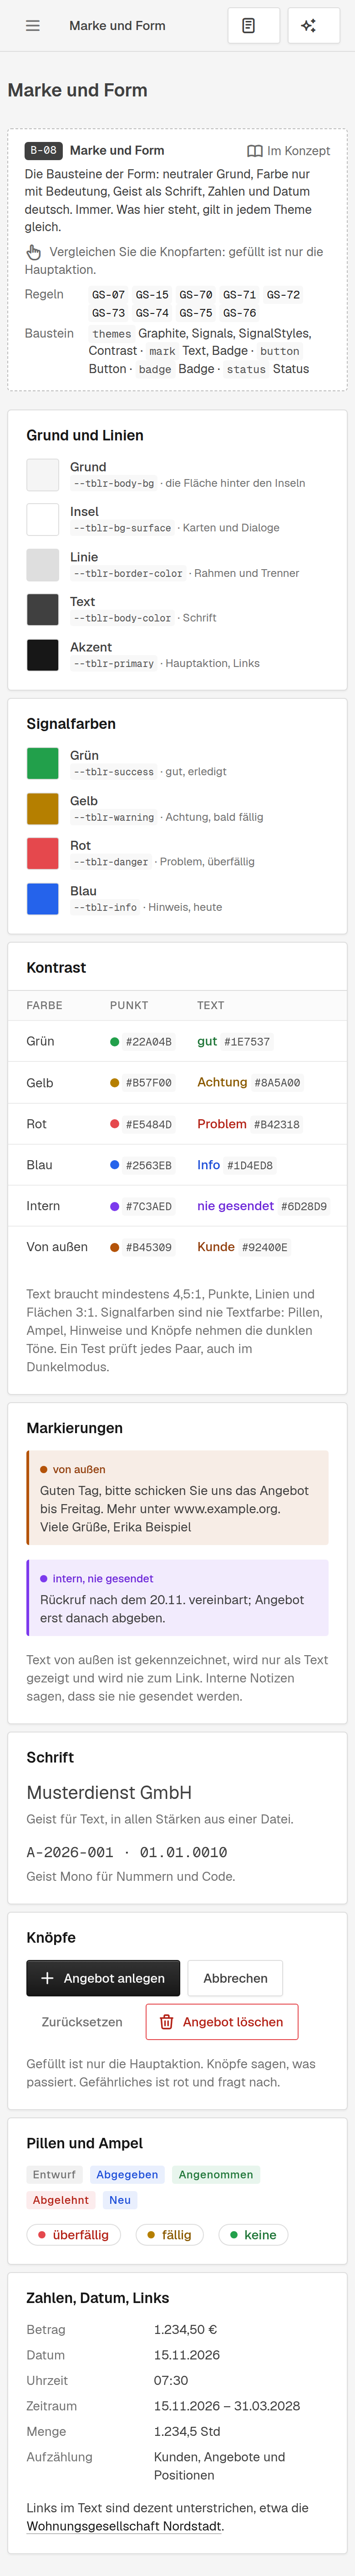 Marke und Form
Marke und Form
B-08 Marke und Form Im Konzept
Die Bausteine der Form: neutraler Grund, Farbe nur
mit Bedeutung, Geist als Schrift, Zahlen und Datum
deutsch. Immer. Was hier steht, gilt in jedem Theme
gleich.
Vergleichen Sie die Knopfarten: gefüllt ist nur die
Hauptaktion.
Regeln GS-07 GS-15 GS-70 GS-71 GS-72
GS-73 GS-74 GS-75 GS-76
Baustein themes Graphite, Signals, SignalStyles,
Contrast · mark Text, Badge · button
Button · badge Badge · status Status
Grund und Linien
Grund
--tblr-body-bg · die Fläche hinter den Inseln
Insel
--tblr-bg-surface · Karten und Dialoge
Linie
--tblr-border-color · Rahmen und Trenner
Text
--tblr-body-color · Schrift
Akzent
--tblr-primary · Hauptaktion, Links
Signalfarben
Grün
--tblr-success · gut, erledigt
Gelb
--tblr-warning · Achtung, bald fällig
Rot
--tblr-danger · Problem, überfällig
Blau
--tblr-info · Hinweis, heute
Kontrast
FARBE PUNKT TEXT
Grün #22A04B gut #1E7537
Gelb #B57F00 Achtung #8A5A00
Rot #E5484D Problem #B42318
Blau #2563EB Info #1D4ED8
Intern #7C3AED nie gesendet #6D28D9
Von außen #B45309 Kunde #92400E
Text braucht mindestens 4,5:1, Punkte, Linien und
Flächen 3:1. Signalfarben sind nie Textfarbe: Pillen,
Ampel, Hinweise und Knöpfe nehmen die dunklen
Töne. Ein Test prüft jedes Paar, auch im
Dunkelmodus.
Markierungen
von außen
Guten Tag, bitte schicken Sie uns das Angebot
bis Freitag. Mehr unter www.example.org.
Viele Grüße, Erika Beispiel
intern, nie gesendet
Rückruf nach dem 20.11. vereinbart; Angebot
erst danach abgeben.
Text von außen ist gekennzeichnet, wird nur als Text
gezeigt und wird nie zum Link. Interne Notizen
sagen, dass sie nie gesendet werden.
Schrift
Musterdienst GmbH
Geist für Text, in allen Stärken aus einer Datei.
A-2026-001 · 01.01.0010
Geist Mono für Nummern und Code.
Knöpfe
Angebot anlegen Abbrechen
Zurücksetzen Angebot löschen
Gefüllt ist nur die Hauptaktion. Knöpfe sagen, was
passiert. Gefährliches ist rot und fragt nach.
Pillen und Ampel
Entwurf Abgegeben Angenommen
Abgelehnt Neu
überfällig fällig keine
Zahlen, Datum, Links
Betrag 1.234,50 €
Datum 15.11.2026
Uhrzeit 07:30
Zeitraum 15.11.2026 – 31.03.2028
Menge 1.234,5 Std
Aufzählung Kunden, Angebote und
Positionen
Links im Text sind dezent unterstrichen, etwa die
Wohnungsgesellschaft Nordstadt.